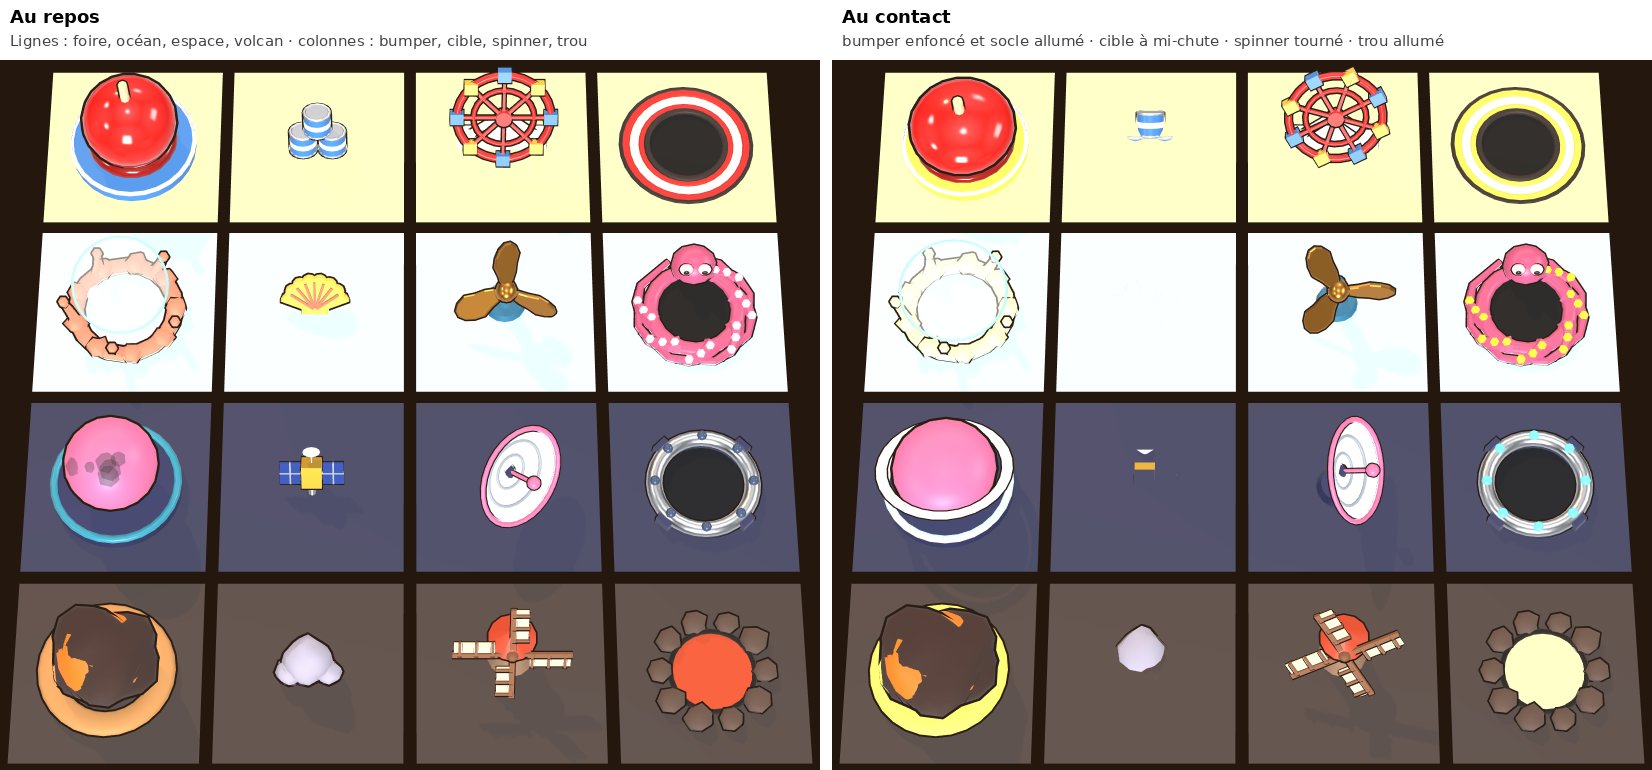 Au repos
Lignes : foire, océan, espace, volcan · colonnes : bumper, cible, spinner, trou
Au contact
bumper enfoncé et socle allumé · cible à mi-chute · spinner tourné · trou allumé